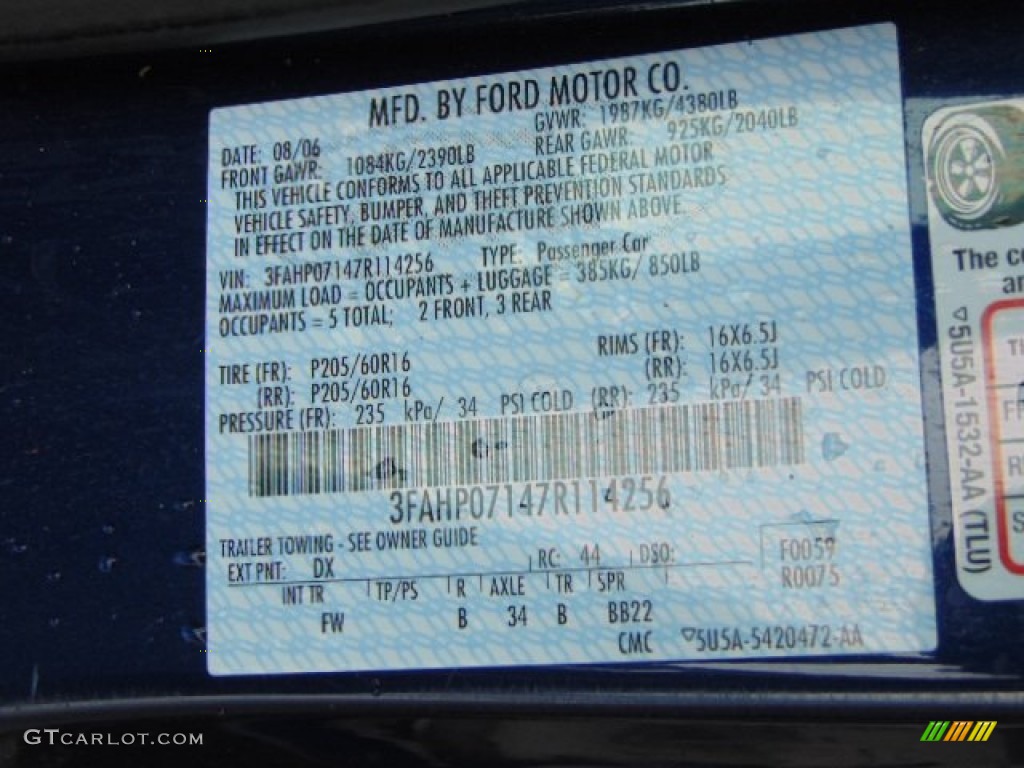 MFD. BY FORD MOTOR CO.
DATE: 08/06 GVWR: 1987KG/4380LB
FRONT GAWR: 1084KG/2390LB REAR GAWR: 925KG/2040LB
THIS VEHICLE CONFORMS TO ALL APPLICABLE FEDERAL MOTOR
VEHICLE SAFETY, BUMPER, AND THEFT PREVENTION STANDARDS
IN EFFECT ON THE DATE OF MANUFACTURE SHOWN ABOVE.
VIN: 3FAHP07147R114256 TYPE: Passenger Car
MAXIMUM LOAD = OCCUPANTS + LUGGAGE = 385KG/ 850LB
OCCUPANTS = 5 TOTAL; 2 FRONT, 3 REAR
TIRE (FR): P205/60R16 RIMS (FR): 16X6.5J
(RR): P205/60R16 (RR): 16X6.5J
PRESSURE (FR): 235 kPa/ 34 PSI COLD (RR): 235 kPa/ 34 PSI COLD
3FAHP07147R114256
TRAILER TOWING - SEE OWNER GUIDE
EXT PNT: DX RC: 44 DSO: F0059
INT TR TP/PS R AXLE TR SPR R0075
FW B 34 B BB22
CMC ▽5U5A-5420472-AA
The
▽5U5A-1532-AA (TLU)
GTCARLOT.COM